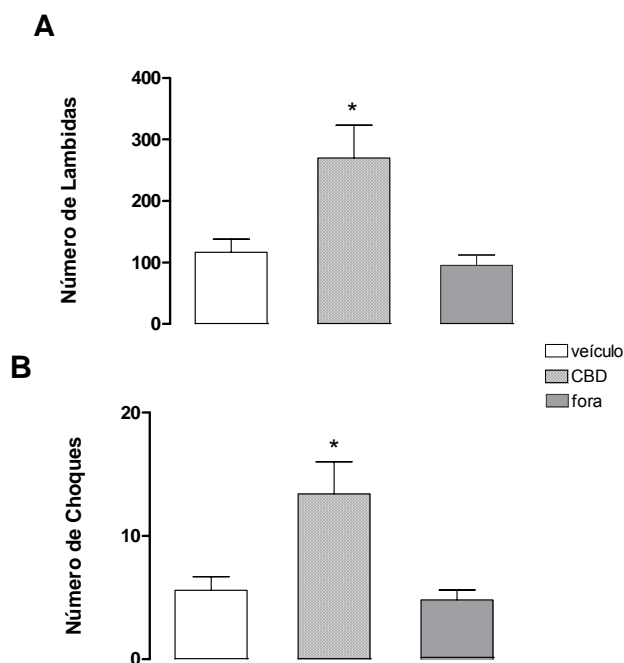 A
Número de Lambidas
400
300
200
100
0
*
veículo
CBD
fora
B
Número de Choques
20
10
0
*